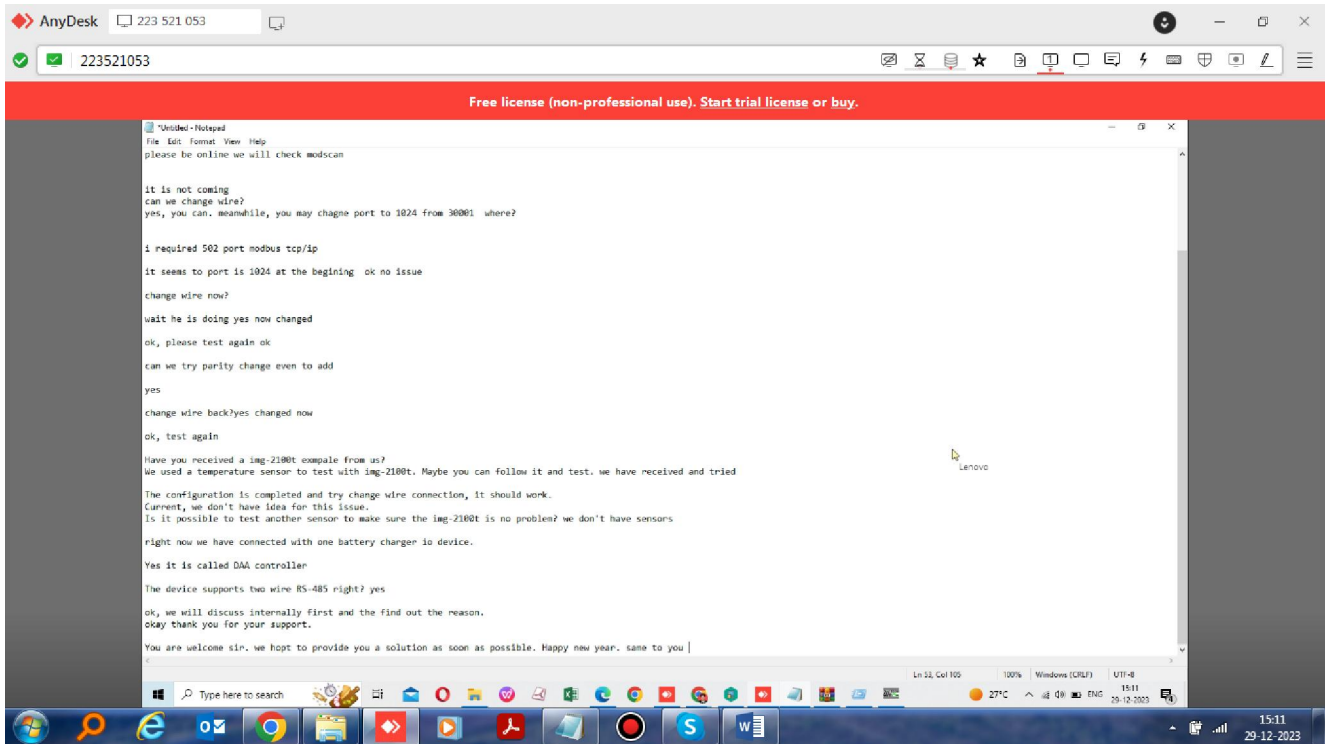 AnyDesk
223 521 053
223521053
Free license (non-professional use). Start trial license or buy.
*Untitled - Notepad
File Edit Format View Help
please be online we will check modscan
it is not coming
can we change wire?
yes, you can. meanwhile, you may chagne port to 1024 from 30001 where?
i required 502 port modbus tcp/ip
it seems to port is 1024 at the begining ok no issue
change wire now?
wait he is doing yes now changed
ok, please test again ok
can we try parity change even to add
yes
change wire back?yes changed now
ok, test again
Have you received a img-2100t exmpale from us?
We used a temperature sensor to test with img-2100t. Maybe you can follow it and test. we have received and tried
Lenovo
The configuration is completed and try change wire connection, it should work.
Current, we don't have idea for this issue.
Is it possible to test another sensor to make sure the img-2100t is no problem? we don't have sensors
right now we have connected with one battery charger io device.
Yes it is called DAA controller
The device supports two wire RS-485 right? yes
ok, we will discuss internally first and the find out the reason.
okay thank you for your support.
You are welcome sir. we hopt to provide you a solution as soon as possible. Happy new year. same to you
Ln 53, Col 105 100% Windows (CRLF) UTF-8
Type here to search
27°C ENG 15:11
29-12-2023
15:11
29-12-2023